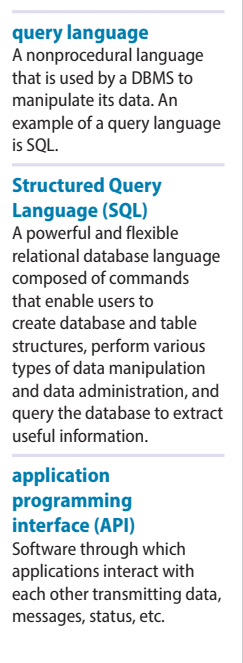 query language
A nonprocedural language
that is used by a DBMS to
manipulate its data. An
example of a query language
is SQL.
Structured Query
Language (SQL)
A powerful and flexible
relational database language
composed of commands
that enable users to
create database and table
structures, perform various
types of data manipulation
and data administration, and
query the database to extract
useful information.
application
programming
interface (API)
Software through which
applications interact with
each other transmitting data,
messages, status, etc.